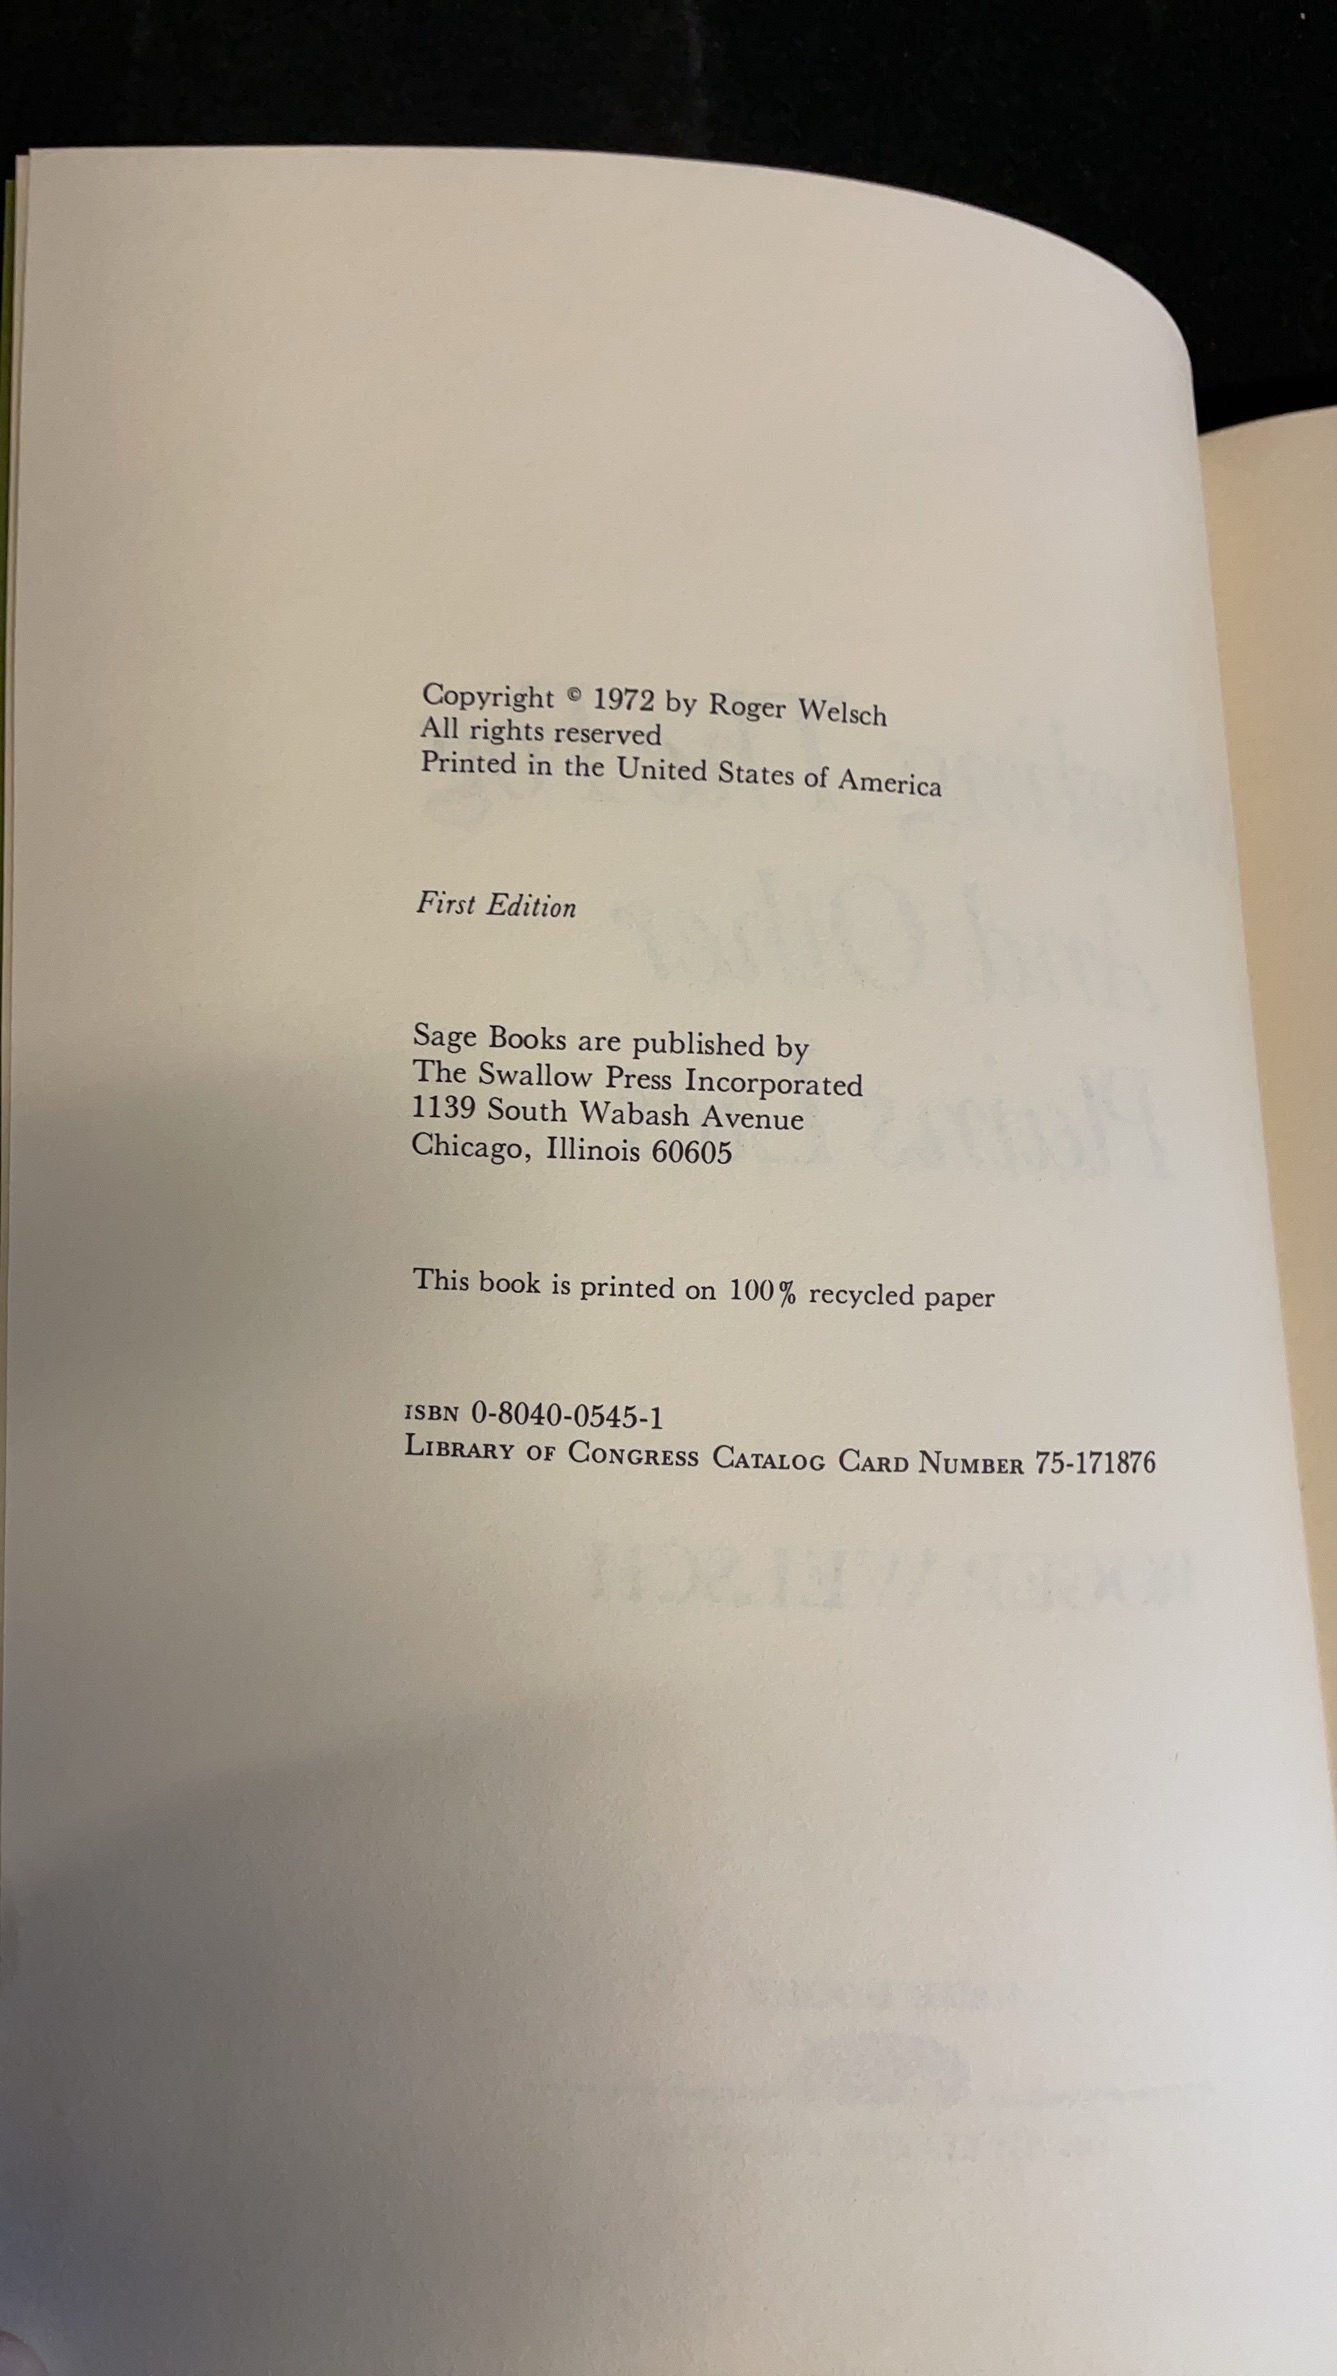 Copyright © 1972 by Roger Welsch
All rights reserved
Printed in the United States of America
First Edition
Sage Books are published by
The Swallow Press Incorporated
1139 South Wabash Avenue
Chicago, Illinois 60605
This book is printed on 100% recycled paper
ISBN 0-8040-0545-1
LIBRARY OF CONGRESS CATALOG CARD NUMBER 75-171876